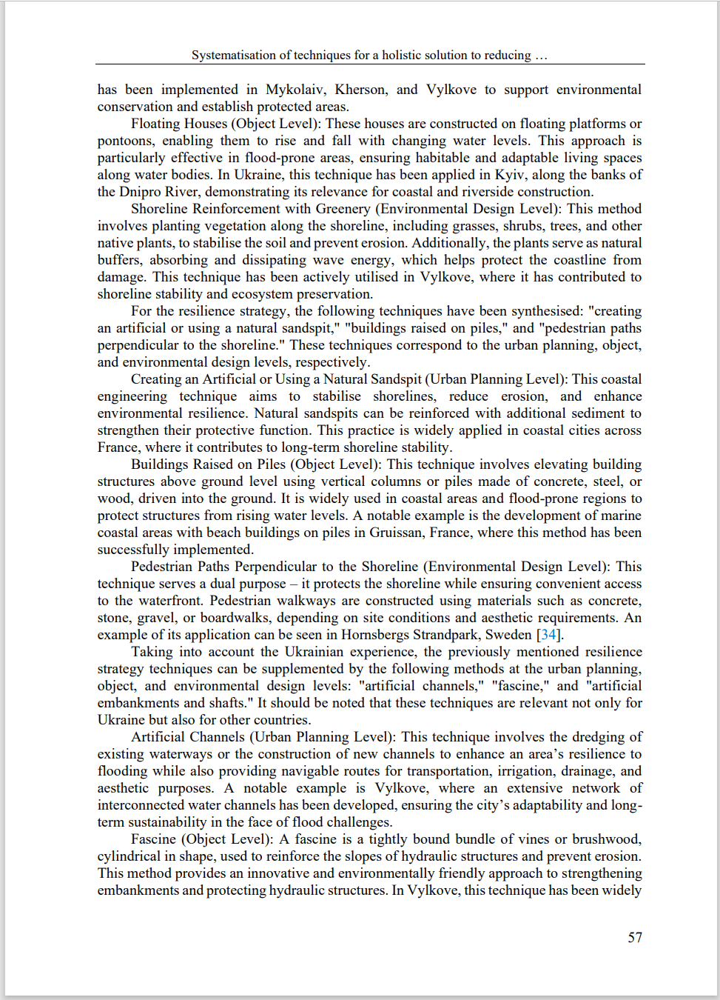 Systematisation of techniques for a holistic solution to reducing …
has been implemented in Mykolaiv, Kherson, and Vylkove to support environmental
conservation and establish protected areas.
Floating Houses (Object Level): These houses are constructed on floating platforms or
pontoons, enabling them to rise and fall with changing water levels. This approach is
particularly effective in flood-prone areas, ensuring habitable and adaptable living spaces
along water bodies. In Ukraine, this technique has been applied in Kyiv, along the banks of
the Dnipro River, demonstrating its relevance for coastal and riverside construction.
Shoreline Reinforcement with Greenery (Environmental Design Level): This method
involves planting vegetation along the shoreline, including grasses, shrubs, trees, and other
native plants, to stabilise the soil and prevent erosion. Additionally, the plants serve as natural
buffers, absorbing and dissipating wave energy, which helps protect the coastline from
damage. This technique has been actively utilised in Vylkove, where it has contributed to
shoreline stability and ecosystem preservation.
For the resilience strategy, the following techniques have been synthesised: "creating
an artificial or using a natural sandspit," "buildings raised on piles," and "pedestrian paths
perpendicular to the shoreline." These techniques correspond to the urban planning, object,
and environmental design levels, respectively.
Creating an Artificial or Using a Natural Sandspit (Urban Planning Level): This coastal
engineering technique aims to stabilise shorelines, reduce erosion, and enhance
environmental resilience. Natural sandspits can be reinforced with additional sediment to
strengthen their protective function. This practice is widely applied in coastal cities across
France, where it contributes to long-term shoreline stability.
Buildings Raised on Piles (Object Level): This technique involves elevating building
structures above ground level using vertical columns or piles made of concrete, steel, or
wood, driven into the ground. It is widely used in coastal areas and flood-prone regions to
protect structures from rising water levels. A notable example is the development of marine
coastal areas with beach buildings on piles in Gruissan, France, where this method has been
successfully implemented.
Pedestrian Paths Perpendicular to the Shoreline (Environmental Design Level): This
technique serves a dual purpose – it protects the shoreline while ensuring convenient access
to the waterfront. Pedestrian walkways are constructed using materials such as concrete,
stone, gravel, or boardwalks, depending on site conditions and aesthetic requirements. An
example of its application can be seen in Hornsbergs Strandpark, Sweden [34].
Taking into account the Ukrainian experience, the previously mentioned resilience
strategy techniques can be supplemented by the following methods at the urban planning,
object, and environmental design levels: "artificial channels," "fascine," and "artificial
embankments and shafts." It should be noted that these techniques are relevant not only for
Ukraine but also for other countries.
Artificial Channels (Urban Planning Level): This technique involves the dredging of
existing waterways or the construction of new channels to enhance an area’s resilience to
flooding while also providing navigable routes for transportation, irrigation, drainage, and
aesthetic purposes. A notable example is Vylkove, where an extensive network of
interconnected water channels has been developed, ensuring the city’s adaptability and long-
term sustainability in the face of flood challenges.
Fascine (Object Level): A fascine is a tightly bound bundle of vines or brushwood,
cylindrical in shape, used to reinforce the slopes of hydraulic structures and prevent erosion.
This method provides an innovative and environmentally friendly approach to strengthening
embankments and protecting hydraulic structures. In Vylkove, this technique has been widely
57